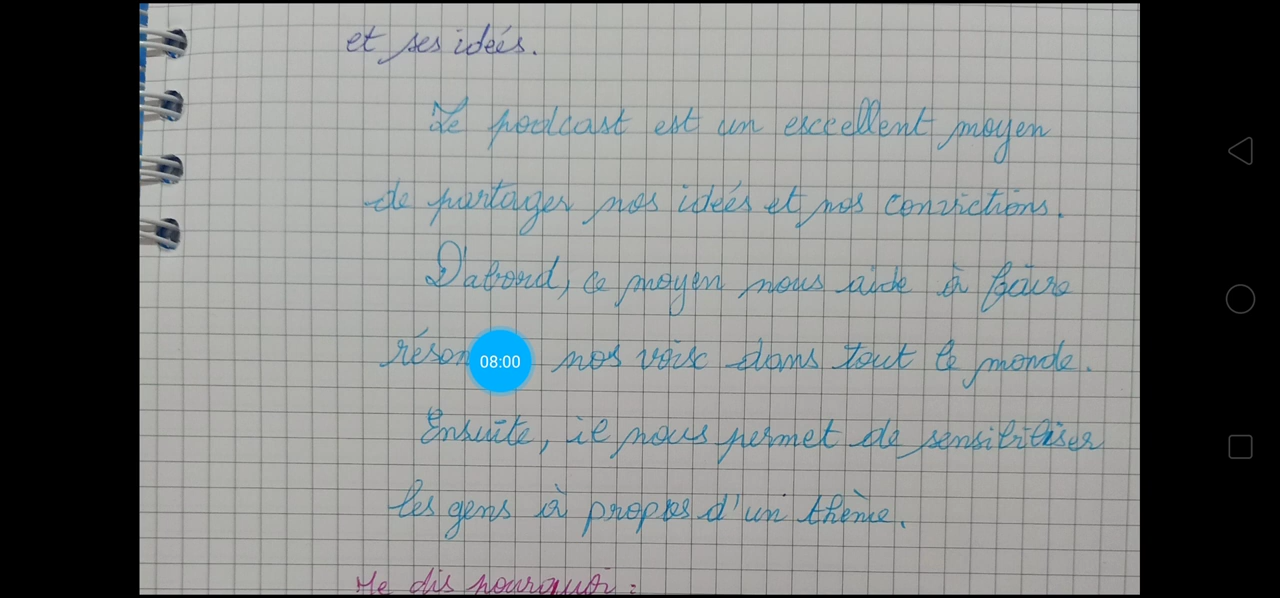 et ses ideés.
Le podcast est un excellent moyen
de partager nos ideés et nos convictions.
D'abord, ce moyen nous aide à faire
nos voix dans tout le monde.
08:00
Ensuite, il nous permet de sensibiliser
les gens à propos d'un thème.
Je dis pourquoi :